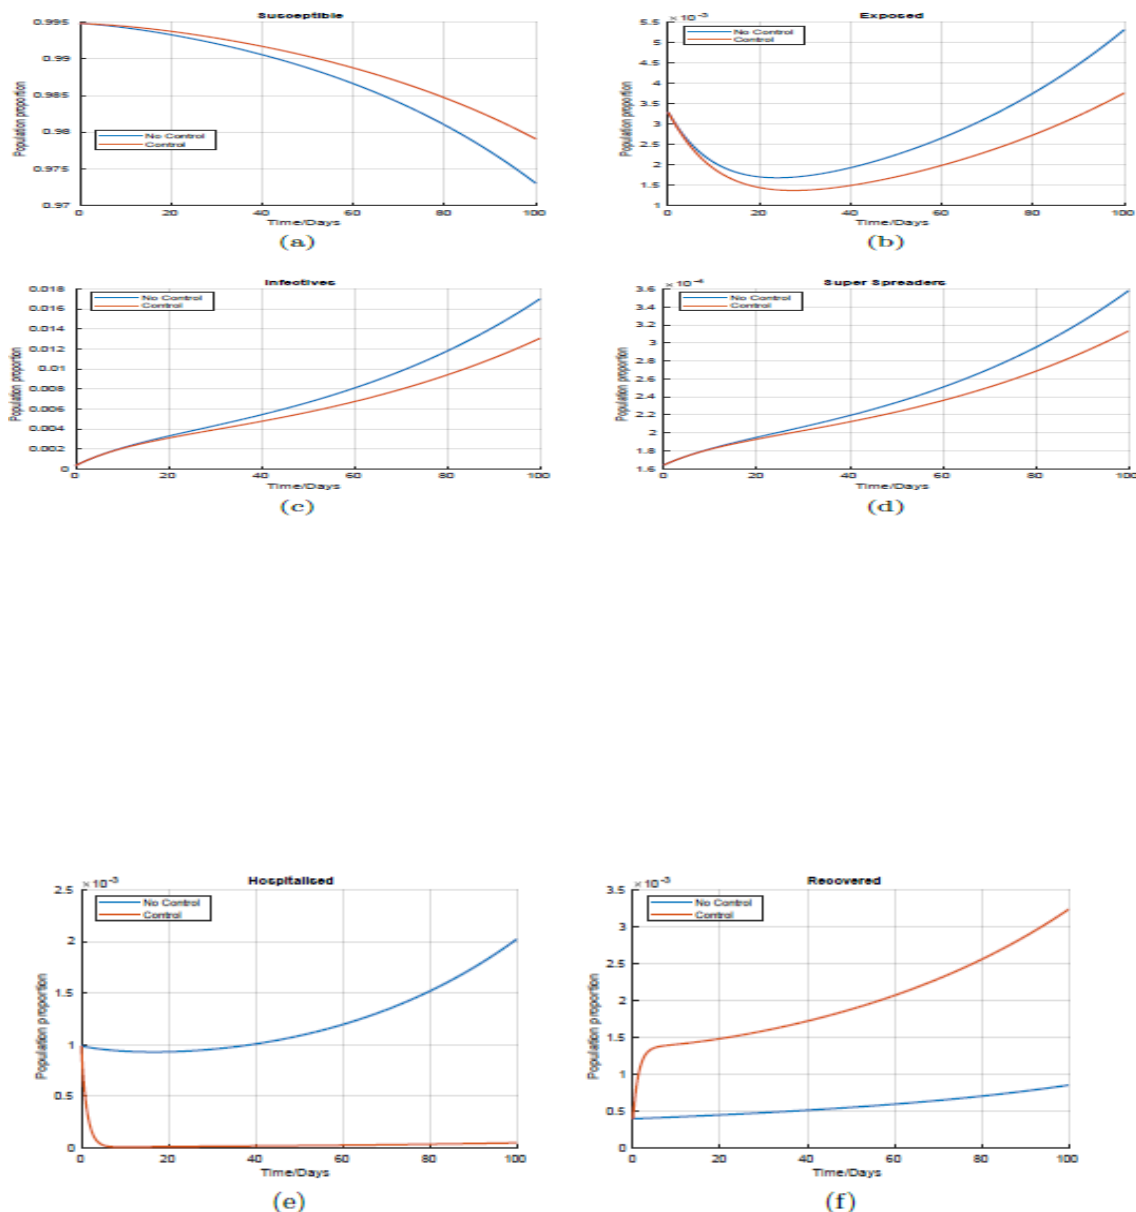 Susceptible
0.995
0.99
0.985
0.98
0.975
0.97
Population proportion
No Control
Control
0 20 40 60 80 100
Time/Days
(a)
Exposed
×10⁻³
5.5
5
4.5
4
3.5
3
2.5
2
1.5
1
Population proportion
No Control
Control
0 20 40 60 80 100
Time/Days
(b)
Infectives
0.018
0.016
0.014
0.012
0.01
0.008
0.006
0.004
0.002
0
Population proportion
No Control
Control
0 20 40 60 80 100
Time/Days
(c)
Super Spreaders
×10⁻⁴
3.6
3.4
3.2
3
2.8
2.6
2.4
2.2
2
1.8
1.6
Population proportion
No Control
Control
0 20 40 60 80 100
Time/Days
(d)
Hospitalised
×10⁻³
2.5
2
1.5
1
0.5
0
Population proportion
No Control
Control
0 20 40 60 80 100
Time/Days
(e)
Recovered
×10⁻³
3.5
3
2.5
2
1.5
1
0.5
0
Population proportion
No Control
Control
0 20 40 60 80 100
Time/Days
(f)